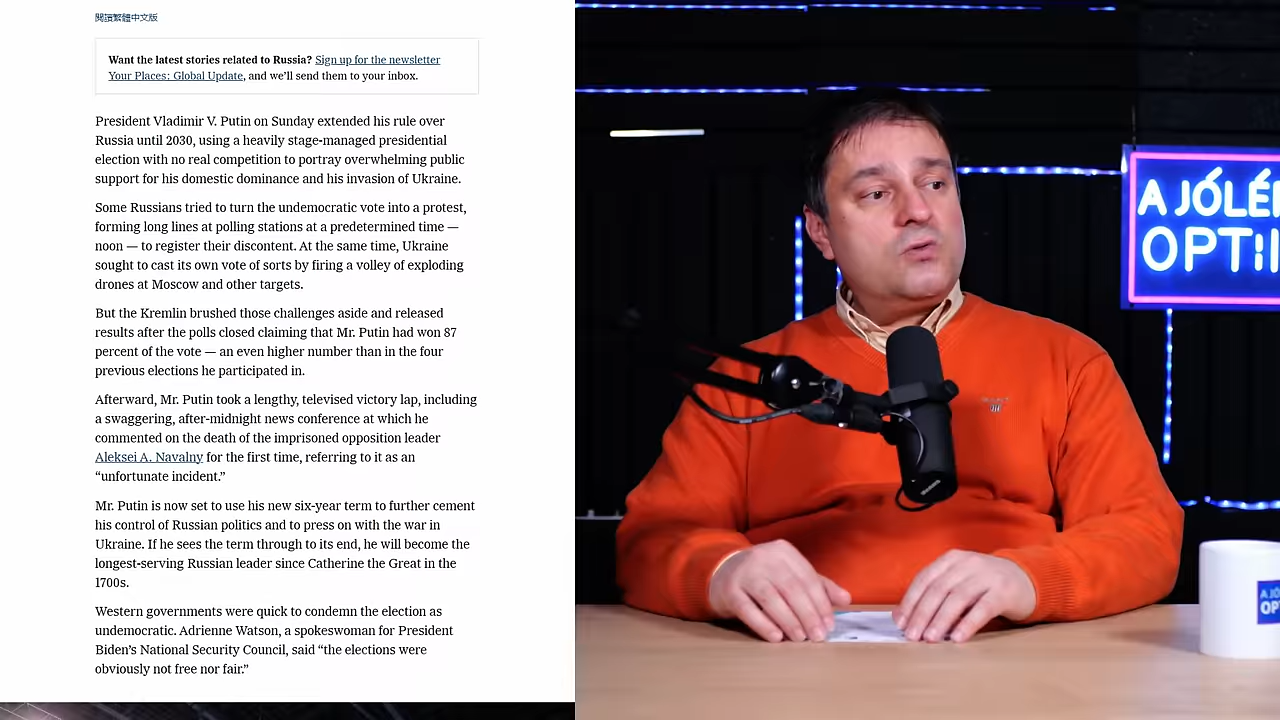 閱讀繁體中文版
Want the latest stories related to Russia? Sign up for the newsletter
Your Places: Global Update, and we’ll send them to your inbox.
President Vladimir V. Putin on Sunday extended his rule over
Russia until 2030, using a heavily stage-managed presidential
election with no real competition to portray overwhelming public
support for his domestic dominance and his invasion of Ukraine.
Some Russians tried to turn the undemocratic vote into a protest,
forming long lines at polling stations at a predetermined time —
noon — to register their discontent. At the same time, Ukraine
sought to cast its own vote of sorts by firing a volley of exploding
drones at Moscow and other targets.
But the Kremlin brushed those challenges aside and released
results after the polls closed claiming that Mr. Putin had won 87
percent of the vote — an even higher number than in the four
previous elections he participated in.
Afterward, Mr. Putin took a lengthy, televised victory lap, including
a swaggering, after-midnight news conference at which he
commented on the death of the imprisoned opposition leader
Aleksei A. Navalny for the first time, referring to it as an
“unfortunate incident.”
Mr. Putin is now set to use his new six-year term to further cement
his control of Russian politics and to press on with the war in
Ukraine. If he sees the term through to its end, he will become the
longest-serving Russian leader since Catherine the Great in the
1700s.
Western governments were quick to condemn the election as
undemocratic. Adrienne Watson, a spokeswoman for President
Biden’s National Security Council, said “the elections were
obviously not free nor fair.”
A JÓLÉ
OPTI
A JÓ
OP